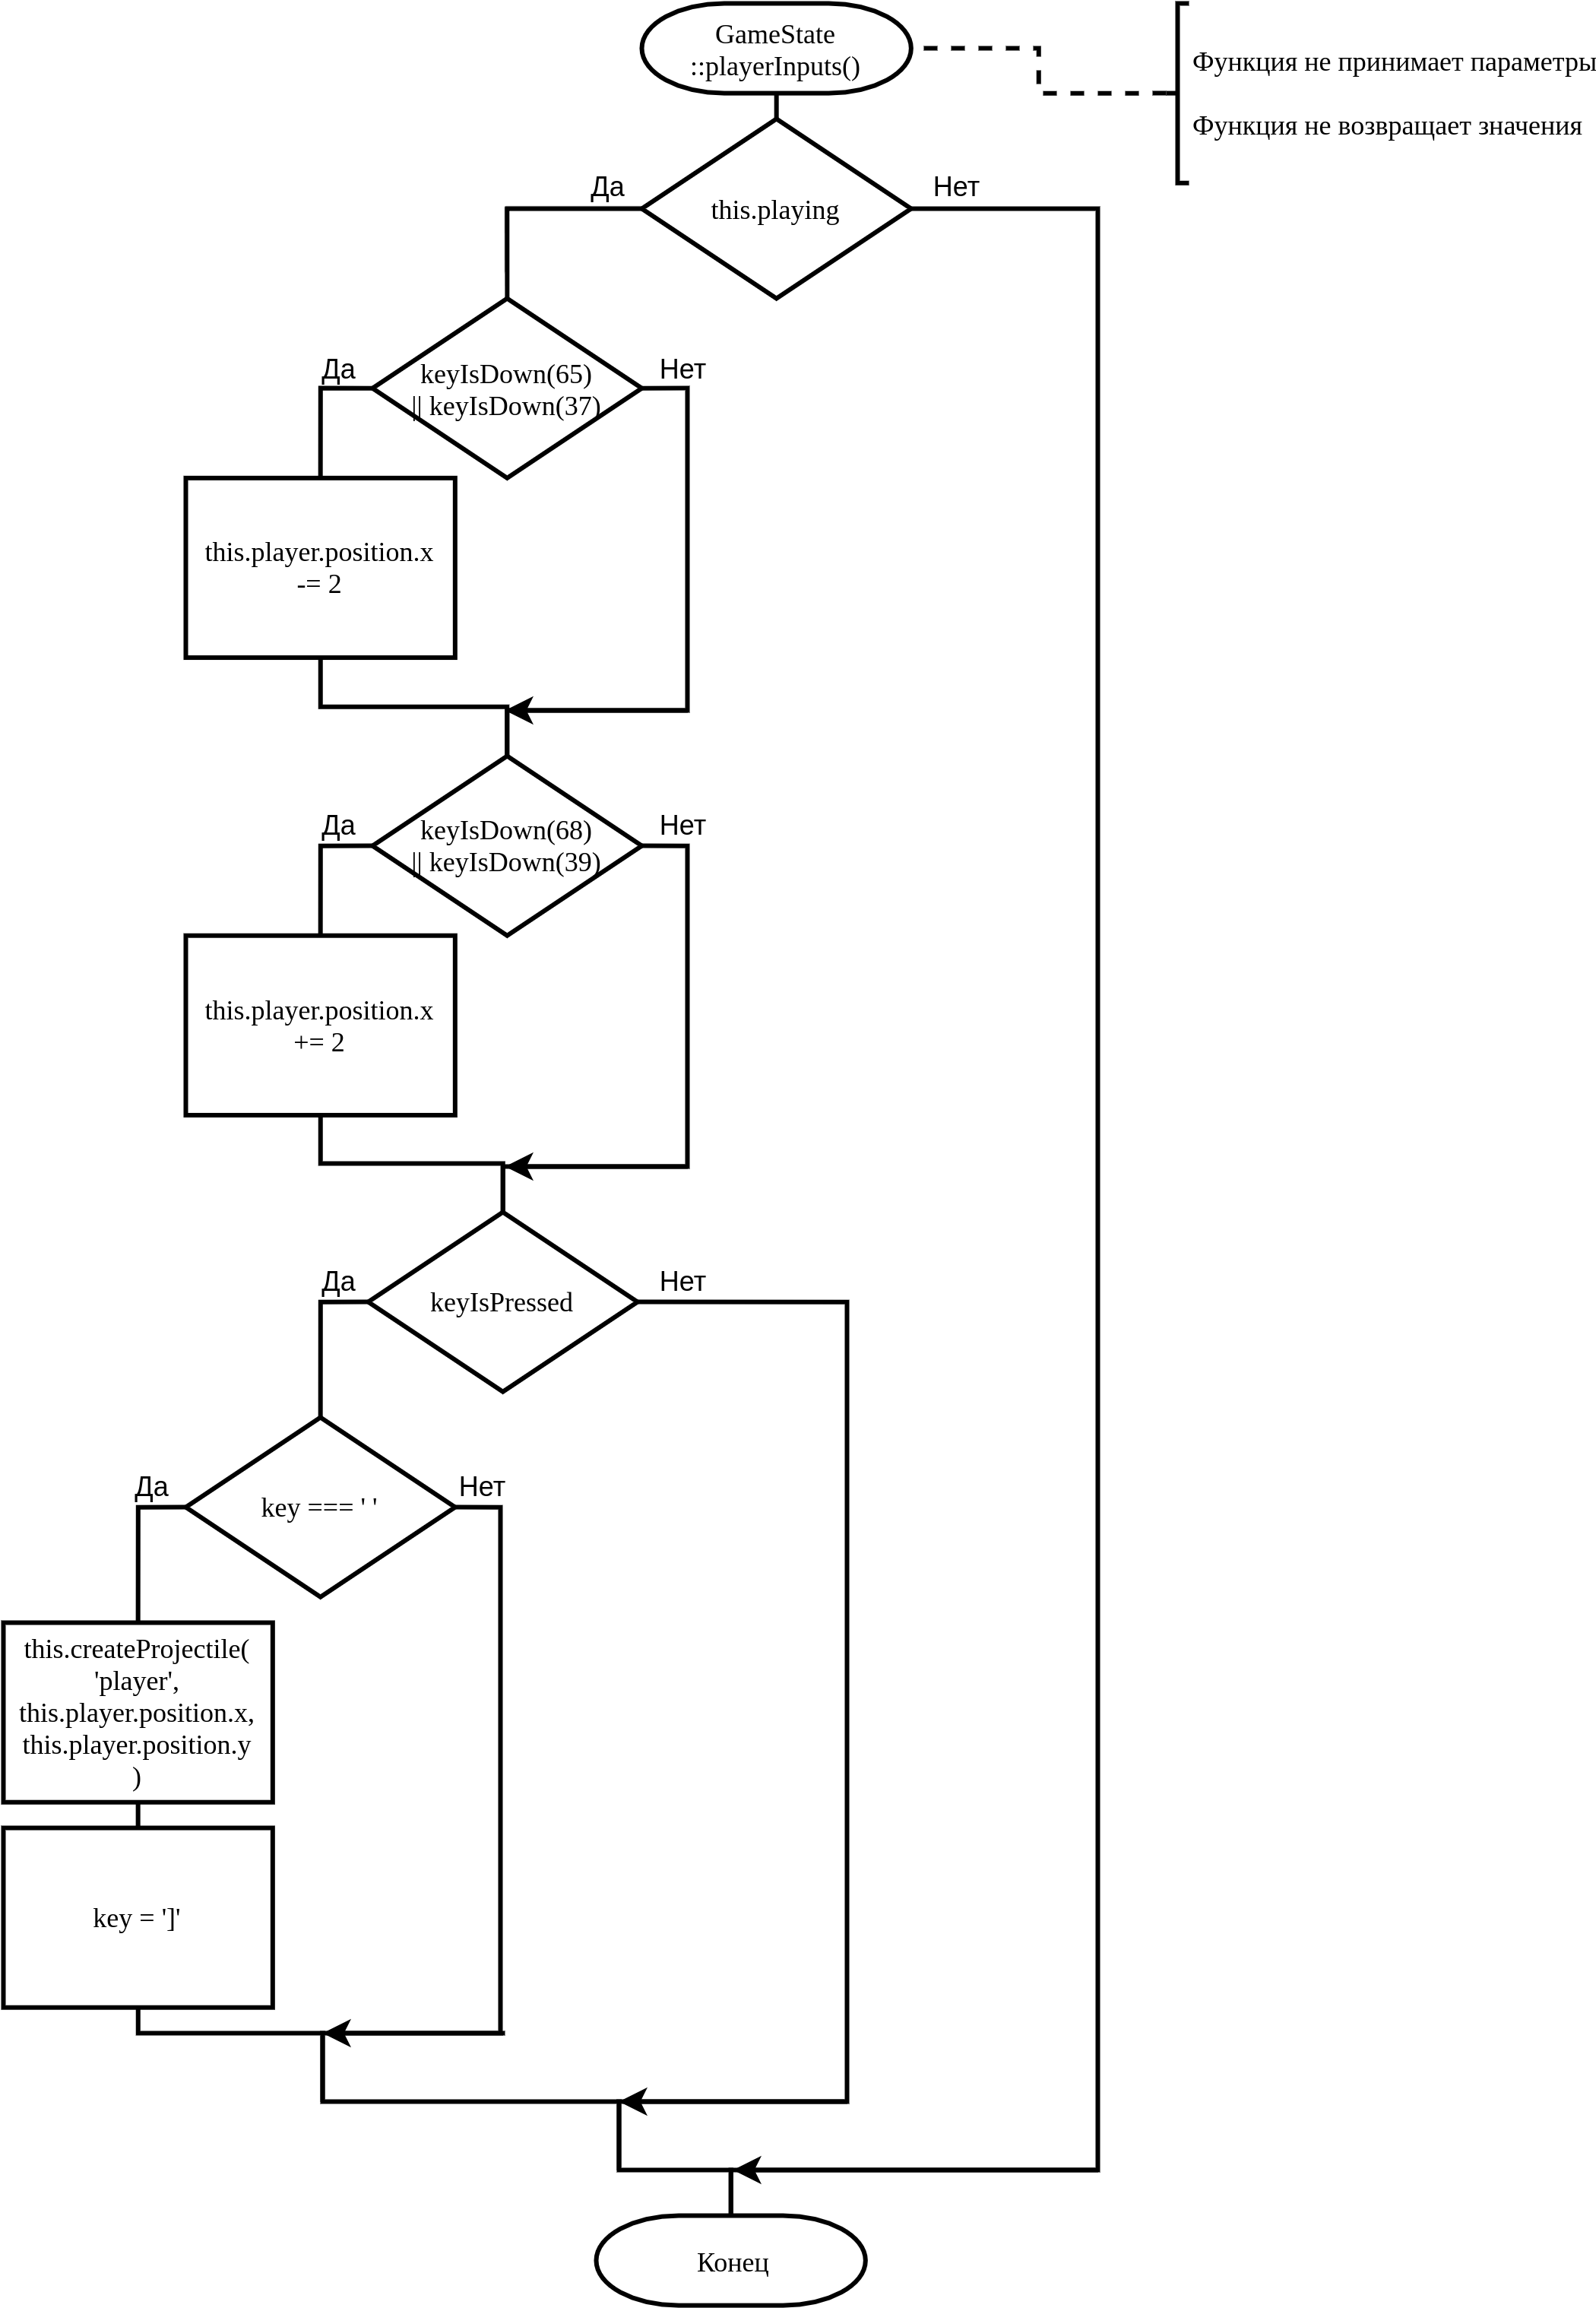 GameState
::playerInputs()
Функция не принимает параметры
Функция не возвращает значения
Да
Нет
this.playing
Да
Нет
keyIsDown(65)
|| keyIsDown(37)
this.player.position.x
-= 2
Да
Нет
keyIsDown(68)
|| keyIsDown(39)
this.player.position.x
+= 2
Да
Нет
keyIsPressed
Да
Нет
key === ' '
this.createProjectile(
'player',
this.player.position.x,
this.player.position.y
)
key = ']'
Конец